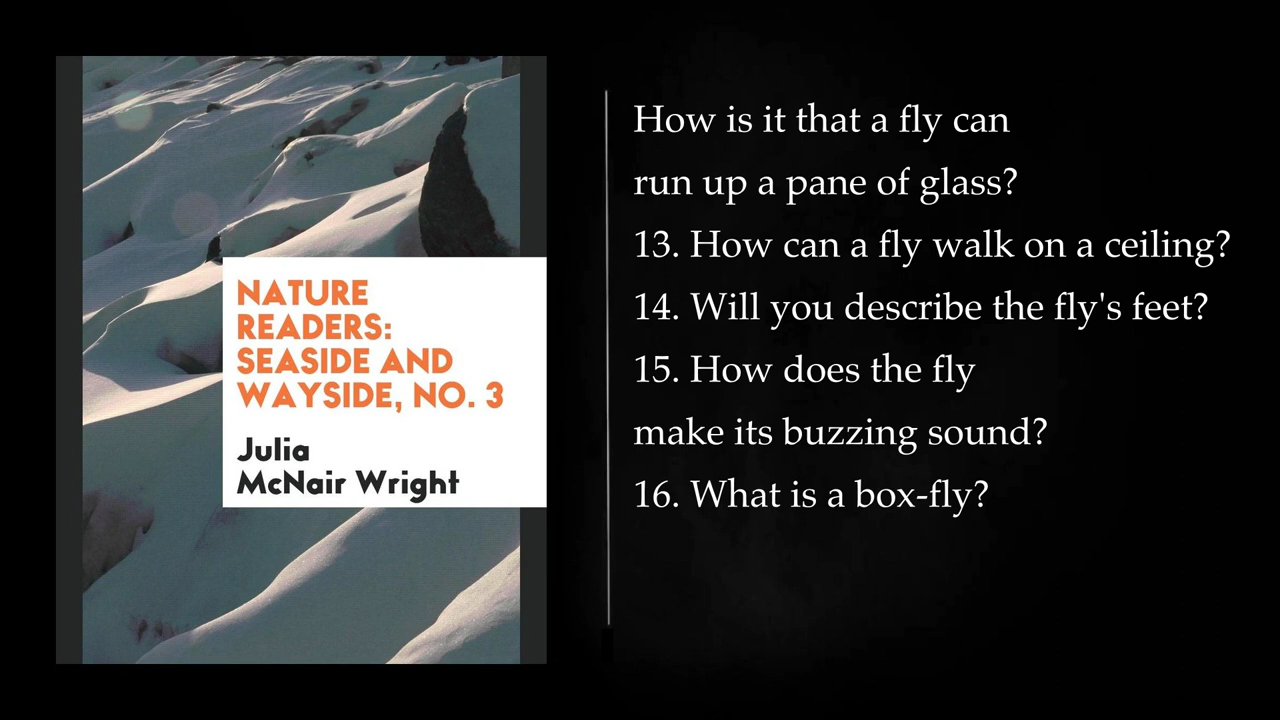 NATURE
READERS:
SEASIDE AND
WAYSIDE, NO. 3
Julia
McNair Wright
How is it that a fly can
run up a pane of glass?
13. How can a fly walk on a ceiling?
14. Will you describe the fly's feet?
15. How does the fly
make its buzzing sound?
16. What is a box-fly?